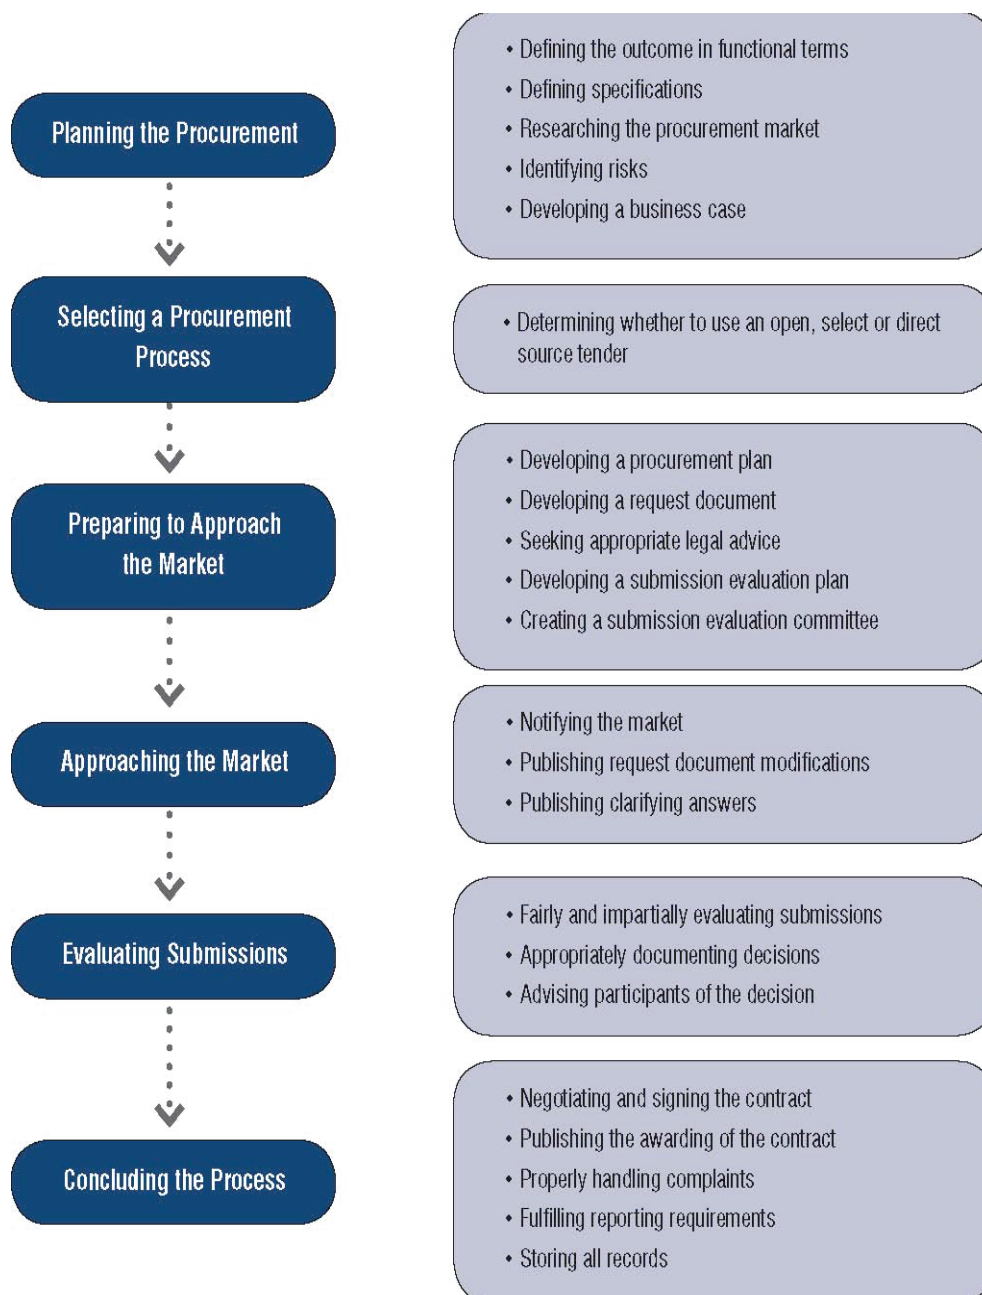 Planning the Procurement
• Defining the outcome in functional terms
• Defining specifications
• Researching the procurement market
• Identifying risks
• Developing a business case
Selecting a Procurement
Process
• Determining whether to use an open, select or direct
source tender
Preparing to Approach
the Market
• Developing a procurement plan
• Developing a request document
• Seeking appropriate legal advice
• Developing a submission evaluation plan
• Creating a submission evaluation committee
Approaching the Market
• Notifying the market
• Publishing request document modifications
• Publishing clarifying answers
Evaluating Submissions
• Fairly and impartially evaluating submissions
• Appropriately documenting decisions
• Advising participants of the decision
Concluding the Process
• Negotiating and signing the contract
• Publishing the awarding of the contract
• Properly handling complaints
• Fulfilling reporting requirements
• Storing all records